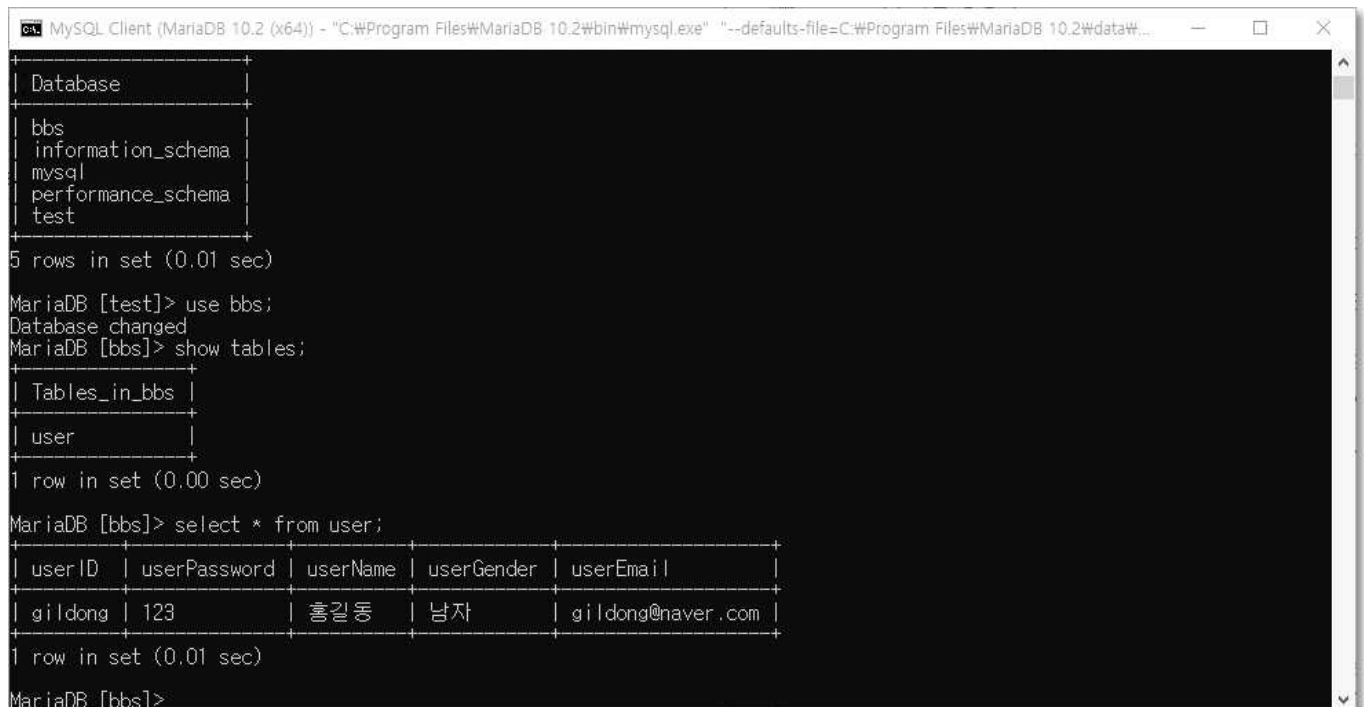 MySQL Client (MariaDB 10.2 (x64)) - "C:₩Program Files₩MariaDB 10.2₩bin₩mysql.exe" "--defaults-file=C:₩Program Files₩MariaDB 10.2₩data₩...
+--------------------+
| Database |
+--------------------+
| bbs |
| information_schema |
| mysql |
| performance_schema |
| test |
+--------------------+
5 rows in set (0.01 sec)
MariaDB [test]> use bbs;
Database changed
MariaDB [bbs]> show tables;
+---------------+
| Tables_in_bbs |
+---------------+
| user |
+---------------+
1 row in set (0.00 sec)
MariaDB [bbs]> select * from user;
+---------+--------------+----------+------------+-------------------+
| userID | userPassword | userName | userGender | userEmail |
+---------+--------------+----------+------------+-------------------+
| gildong | 123 | 홍길동 | 남자 | gildong@naver.com |
+---------+--------------+----------+------------+-------------------+
1 row in set (0.01 sec)
MariaDB [bbs]>